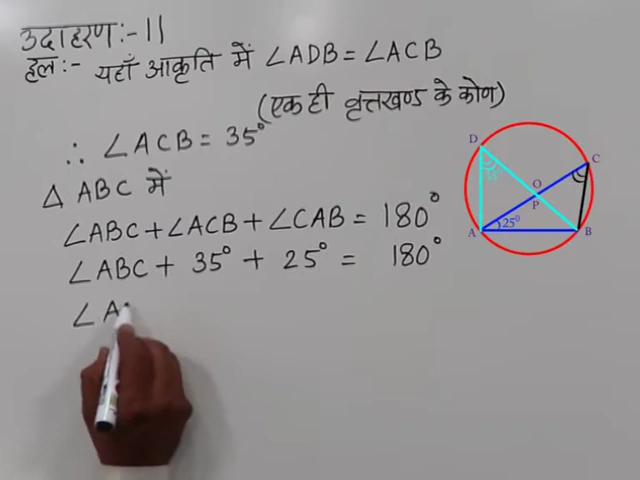 उदाहरण:- 11
हल:- यहाँ आकृति में ∠ADB = ∠ACB
(एक ही वृत्तखण्ड के कोण)
∴ ∠ACB = 35°
Δ ABC में
∠ABC + ∠ACB + ∠CAB = 180°
∠ABC + 35° + 25° = 180°
∠A
D
C
O
P
A
25⁰
B